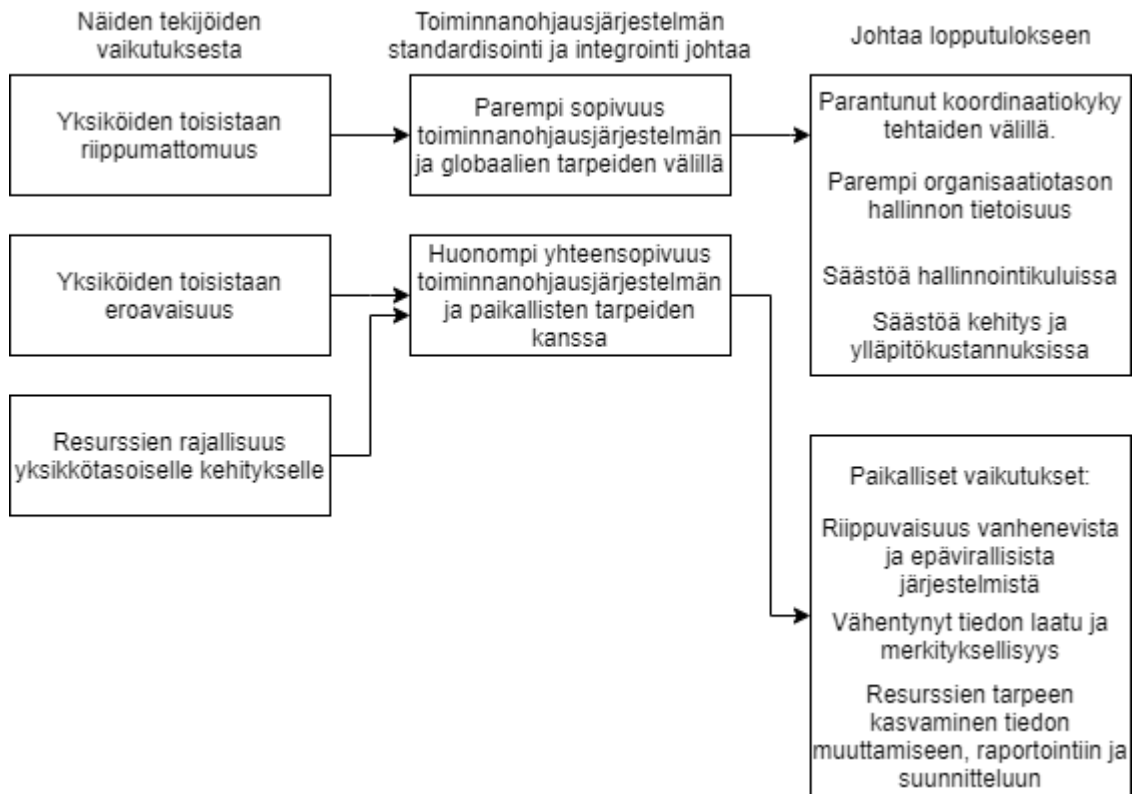 Näiden tekijöiden
vaikutuksesta
Toiminnanohjausjärjestelmän
standardisointi ja integrointi johtaa
Johtaa lopputulokseen
Yksiköiden toisistaan
riippumattomuus
Parempi sopivuus
toiminnanohjausjärjestelmän
ja globaalien tarpeiden välillä
Parantunut koordinaatiokyky
tehtaiden välillä.
Parempi organisaatiotason
hallinnon tietoisuus
Säästöä hallinnointikuluissa
Säästöä kehitys ja
ylläpitökustannuksissa
Yksiköiden toisistaan
eroavaisuus
Huonompi yhteensopivuus
toiminnanohjausjärjestelmän
ja paikallisten tarpeiden
kanssa
Resurssien rajallisuus
yksikkötasoiselle kehitykselle
Paikalliset vaikutukset:
Riippuvaisuus vanhenevista
ja epävirallisista
järjestelmistä
Vähentynyt tiedon laatu ja
merkityksellisyys
Resurssien tarpeen
kasvaminen tiedon
muuttamiseen, raportointiin ja
suunnitteluun